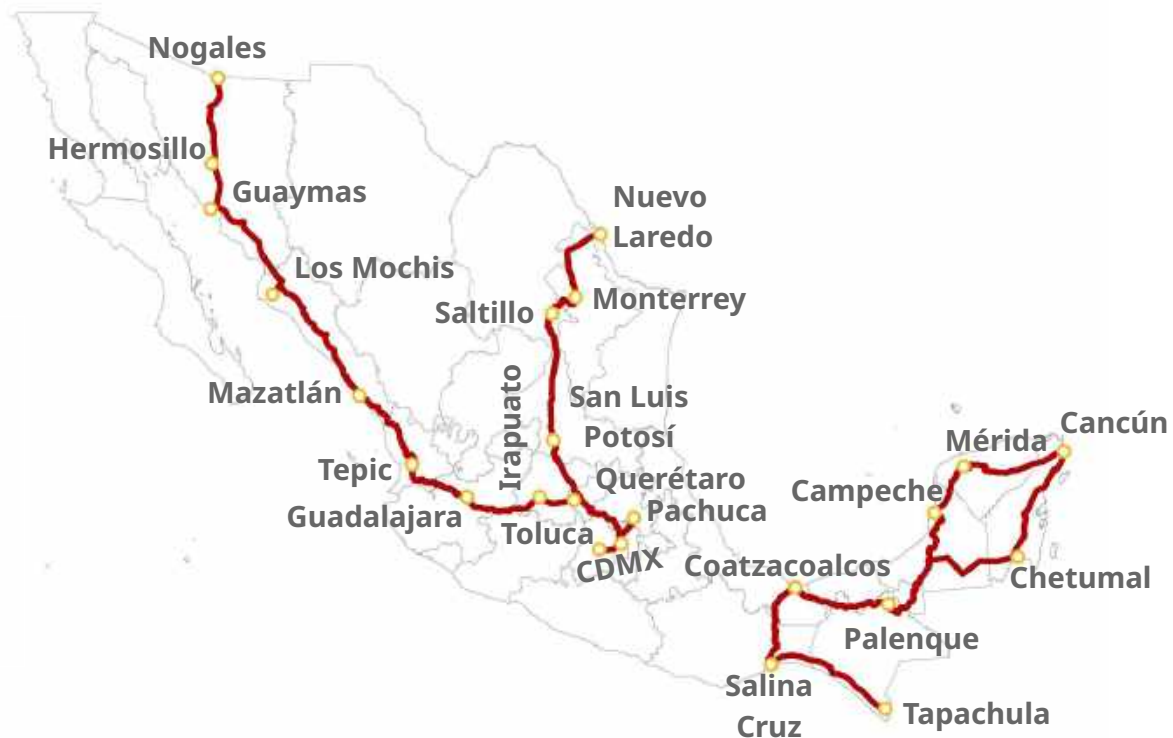 Nogales
Hermosillo
Guaymas
Nuevo
Laredo
Los Mochis
Monterrey
Saltillo
Mazatlán
Irapuato
San Luis
Potosí
Tepic
Querétaro
Guadalajara
Toluca
Pachuca
CDMX
Cancún
Mérida
Campeche
Coatzacoalcos
Chetumal
Palenque
Salina
Cruz
Tapachula